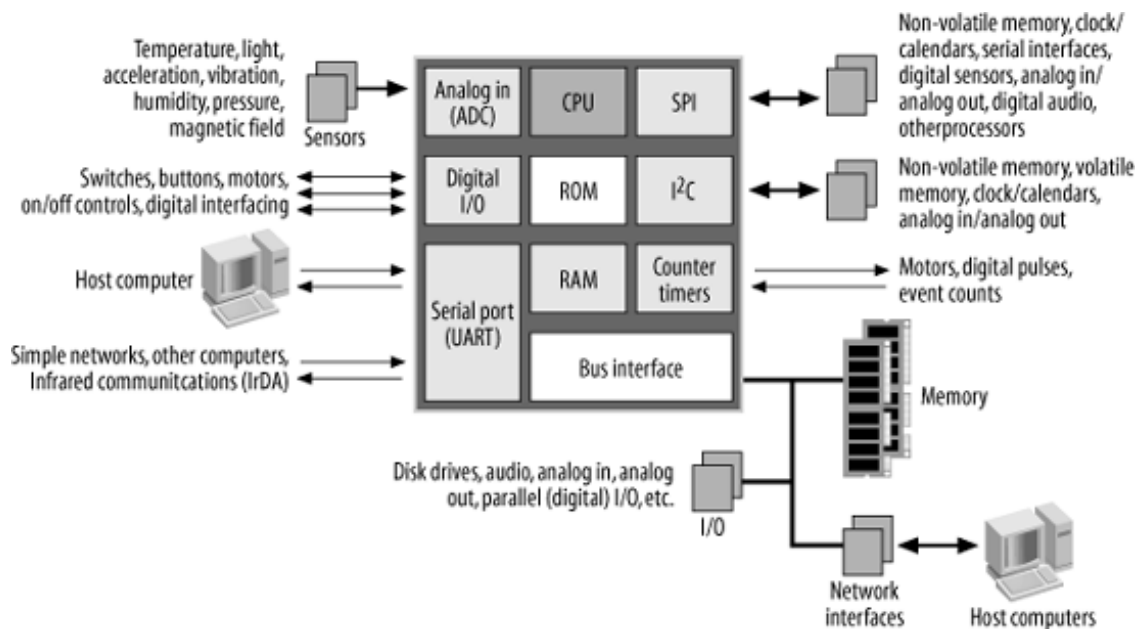 Temperature, light,
acceleration, vibration,
humidity, pressure,
magnetic field
Sensors
Analog in
(ADC)
CPU
SPI
Non-volatile memory, clock/
calendars, serial interfaces,
digital sensors, analog in/
analog out, digital audio,
otherprocessors
Switches, buttons, motors,
on/off controls, digital interfacing
Digital
I/O
ROM
I²C
Non-volatile memory, volatile
memory, clock/calendars,
analog in/analog out
Host computer
Serial port
(UART)
RAM
Counter
timers
Motors, digital pulses,
event counts
Simple networks, other computers,
Infrared communitcations (IrDA)
Bus interface
Memory
Disk drives, audio, analog in, analog
out, parallel (digital) I/O, etc.
I/O
Network
interfaces
Host computers